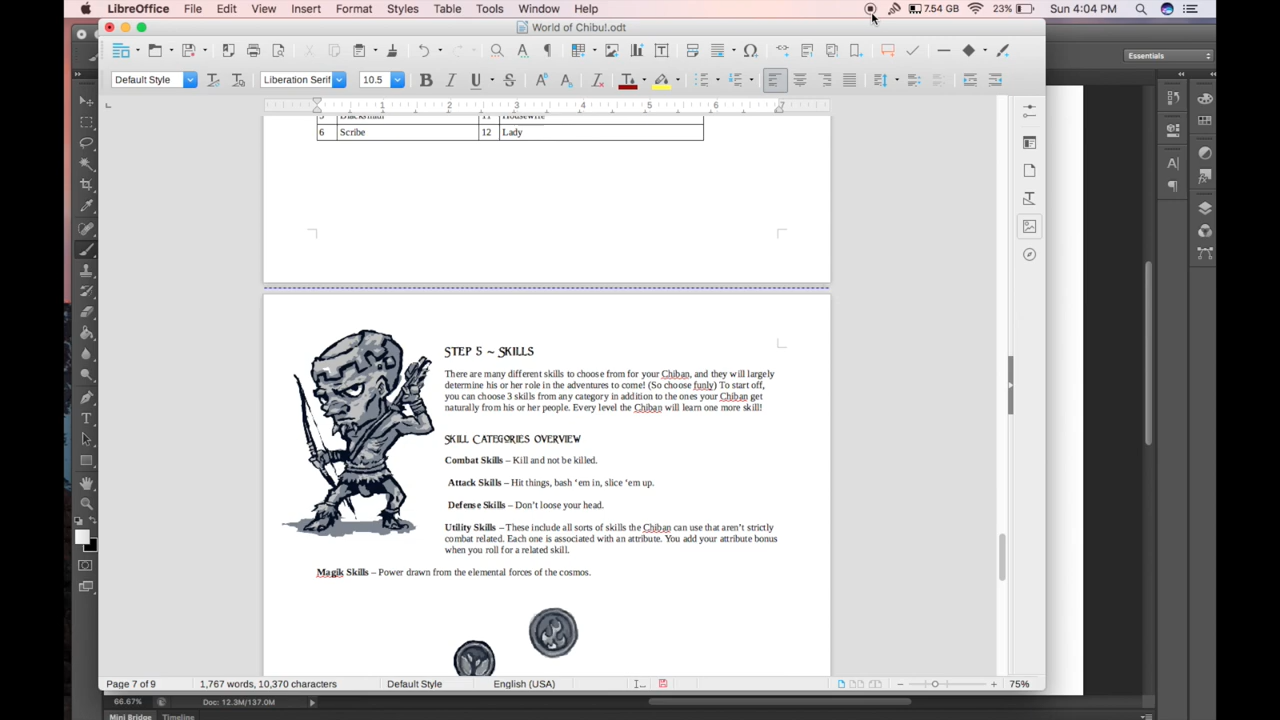 LibreOffice File Edit View Insert Format Styles Table Tools Window Help 7.54 GB 23% Sun 4:04 PM
World of Chibu!.odt
Essentials
Default Style Liberation Serif 10.5
1 2 3 4 5 6 7
11 Housewife
6 Scribe 12 Lady
Step 5 ~ Skills
There are many different skills to choose from for your Chiban, and they will largely
determine his or her role in the adventures to come! (So choose funly) To start off,
you can choose 3 skills from any category in addition to the ones your Chiban get
naturally from his or her people. Every level the Chiban will learn one more skill!
Skill Categories Overview
Combat Skills – Kill and not be killed.
Attack Skills – Hit things, bash ‘em in, slice ‘em up.
Defense Skills – Don’t loose your head.
Utility Skills – These include all sorts of skills the Chiban can use that aren’t strictly
combat related. Each one is associated with an attribute. You add your attribute bonus
when you roll for a related skill.
Magik Skills – Power drawn from the elemental forces of the cosmos.
Page 7 of 9 1,767 words, 10,370 characters Default Style English (USA) 75%
66.67% Doc: 12.3M/137.0M
Mini Bridge Timeline